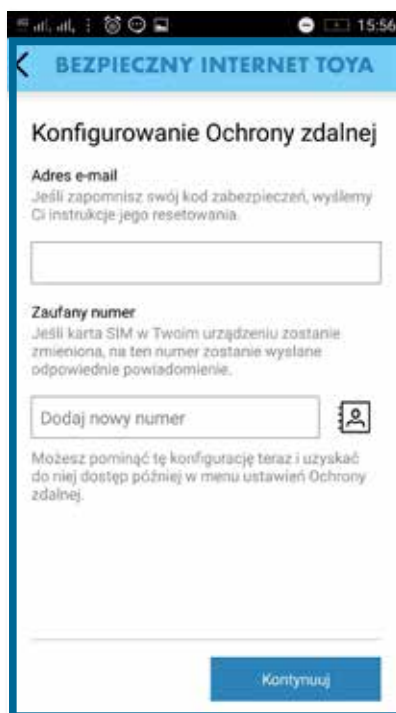 15:56
BEZPIECZNY INTERNET TOYA
Konfigurowanie Ochrony zdalnej
Adres e-mail
Jeśli zapomnisz swój kod zabezpieczeń, wyślemy
Ci instrukcje jego resetowania.
Zaufany numer
Jeśli karta SIM w Twoim urządzeniu zostanie
zmieniona, na ten numer zostanie wysłane
odpowiednie powiadomienie.
Dodaj nowy numer
Możesz pominąć tę konfigurację teraz i uzyskać
do niej dostęp później w menu ustawień Ochrony
zdalnej.
Kontynuuj